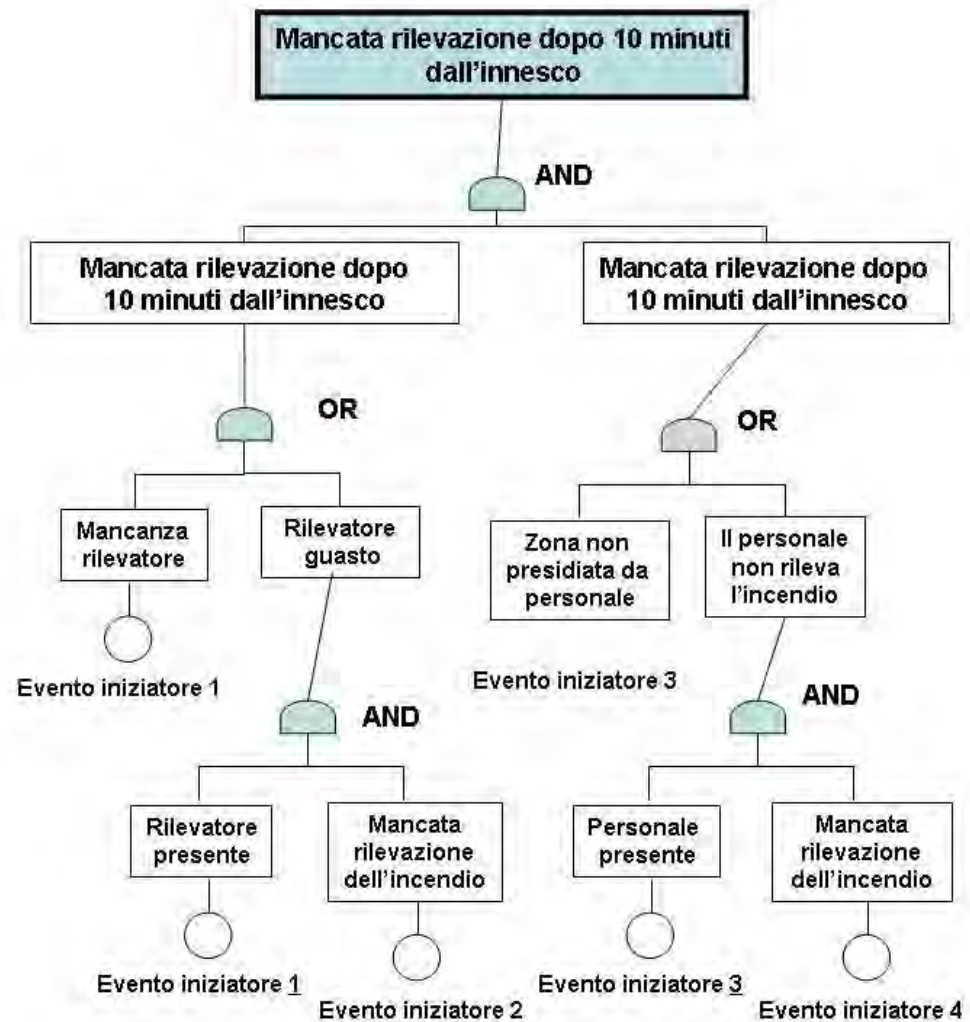 Mancata rilevazione dopo 10 minuti
dall'innesco
AND
Mancata rilevazione dopo
10 minuti dall'innesco
Mancata rilevazione dopo
10 minuti dall'innesco
OR
OR
Mancanza
rilevatore
Rilevatore
guasto
Zona non
presidiata da
personale
Il personale
non rileva
l'incendio
Evento iniziatore 1
Evento iniziatore 3
AND
AND
Rilevatore
presente
Mancata
rilevazione
dell'incendio
Personale
presente
Mancata
rilevazione
dell'incendio
Evento iniziatore 1
Evento iniziatore 2
Evento iniziatore 3
Evento iniziatore 4